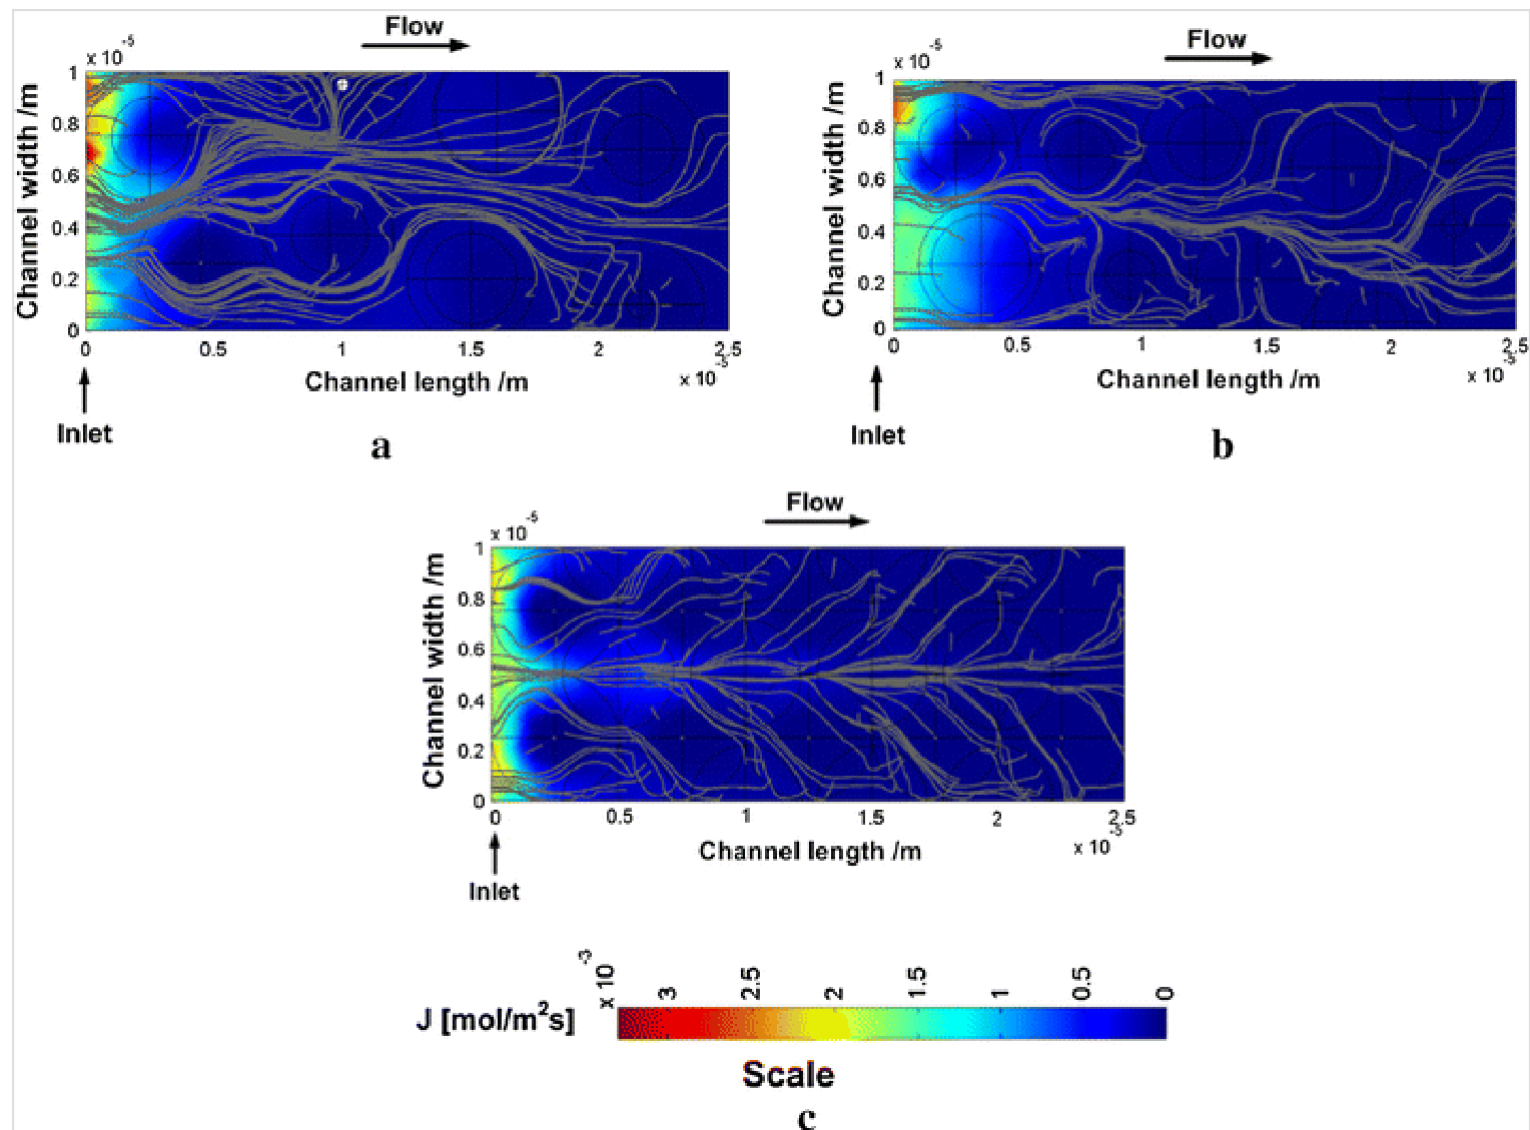 Flow
x 10^-5
Channel width /m
1
0.8
0.6
0.4
0.2
0
0 0.5 1 1.5 2 2.5
Channel length /m
x 10^-5
Inlet
a
Flow
x 10^-5
Channel width /m
1
0.8
0.6
0.4
0.2
0
0 0.5 1 1.5 2 2.5
Channel length /m
x 10^-5
Inlet
b
Flow
x 10^-5
Channel width /m
1
0.8
0.6
0.4
0.2
0
0 0.5 1 1.5 2 2.5
Channel length /m
x 10^-5
Inlet
x 10^-3 3 2.5 2 1.5 1 0.5 0
J [mol/m²s]
Scale
c